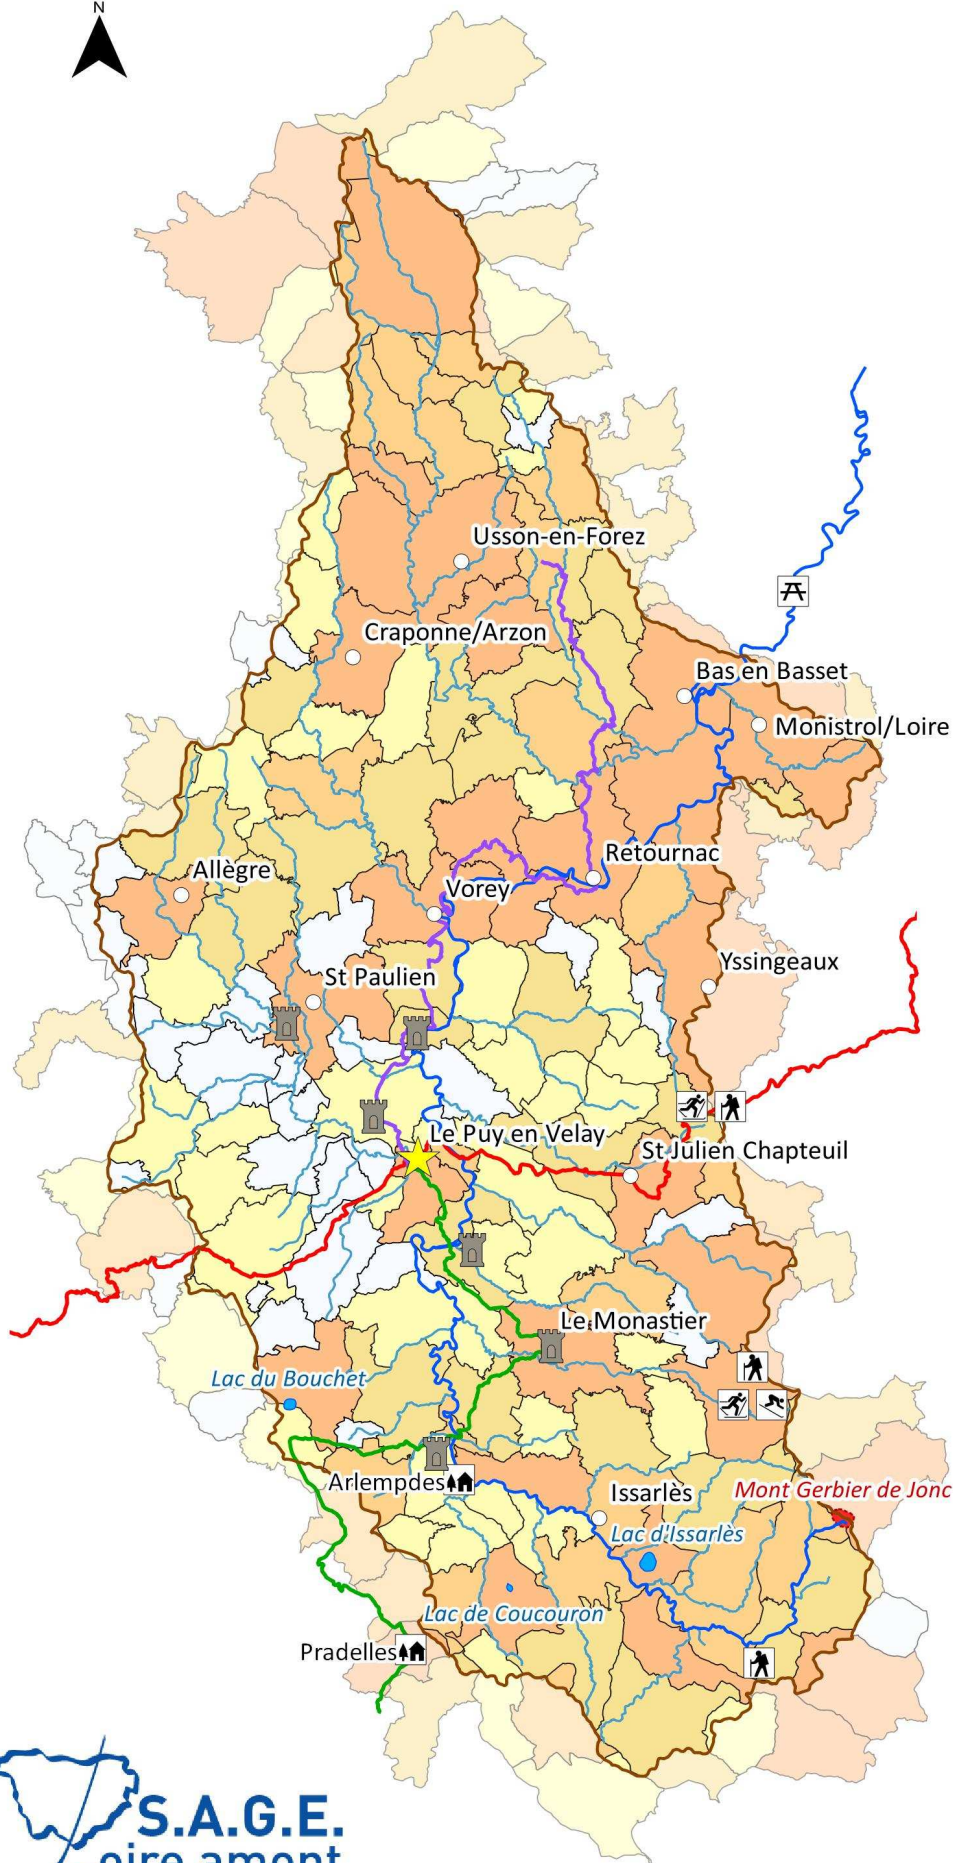 N
Usson-en-Forez
Craponne/Arzon
Bas en Basset
Monistrol/Loire
Retournac
Allègre
Vorey
Yssingeaux
St Paulien
Le Puy en Velay
St Julien Chapteuil
Le Monastier
Lac du Bouchet
Arlempdes
Issarlès
Mont Gerbier de Jonc
Lac d'Issarlès
Lac de Coucouron
Pradelles
S.A.G.E.
oire amont